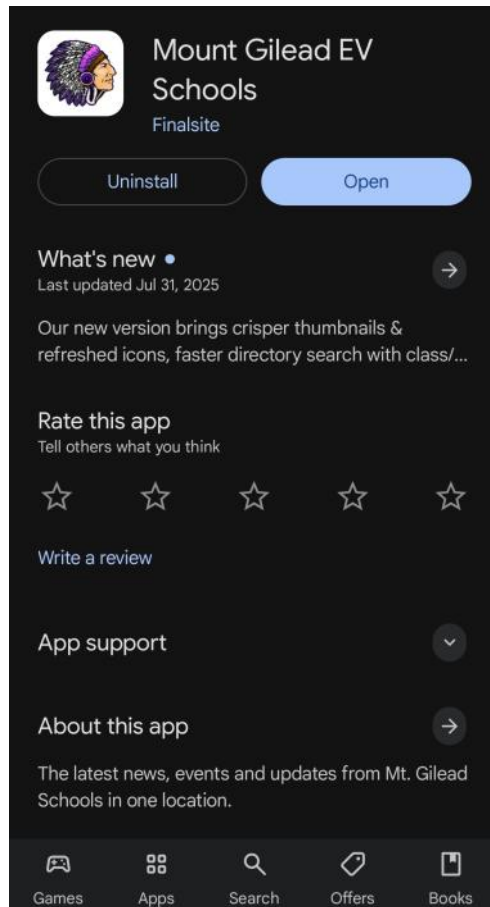 Mount Gilead EV
Schools
Finalsite
Uninstall
Open
What's new
Last updated Jul 31, 2025
Our new version brings crisper thumbnails &
refreshed icons, faster directory search with class/...
Rate this app
Tell others what you think
Write a review
App support
About this app
The latest news, events and updates from Mt. Gilead
Schools in one location.
Games
Apps
Search
Offers
Books